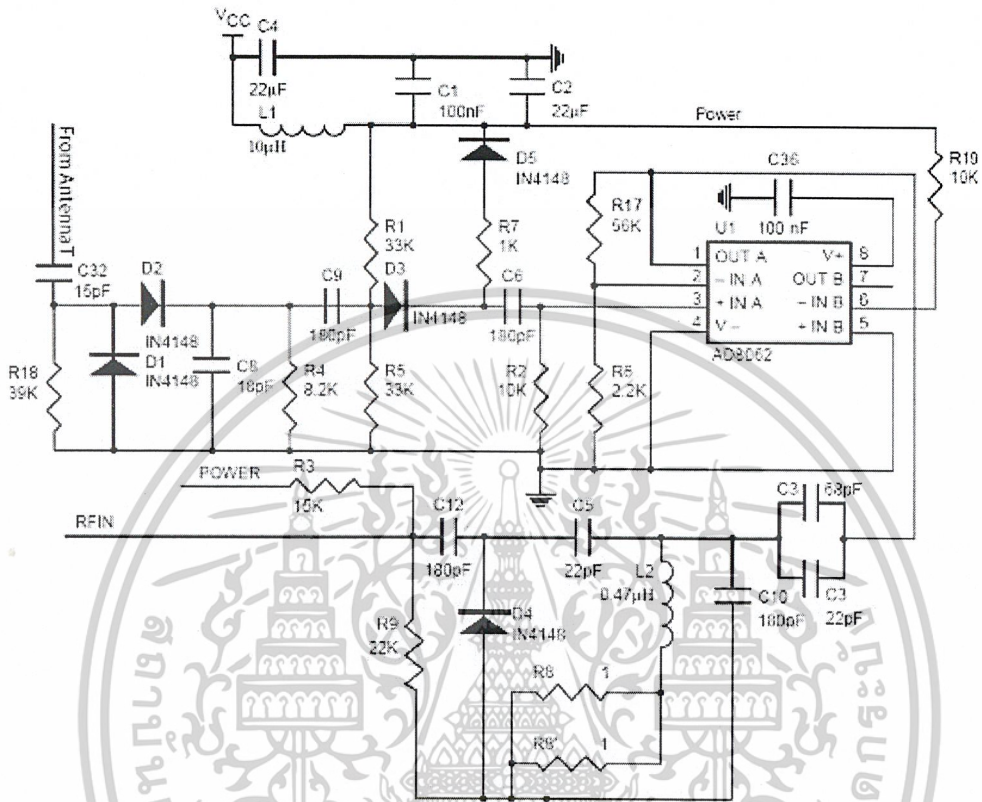 VCC
C4
22µF
L1
10µH
C1
100nF
C2
22µF
Power
From Antenna T
D5
IN4148
C36
100 nF
R19
10K
R17
56K
U1
R1
33K
R7
1K
C32
15pF
D2
IN4148
C9
180pF
D3
IN4148
C6
180pF
1 OUT A V+ 8
2 − IN A OUT B 7
3 + IN A − IN B 6
4 V − + IN B 5
AD8062
R18
39K
D1
IN4148
C8
18pF
R4
8.2K
R5
33K
R2
10K
R6
2.2K
POWER
R3
15K
RFIN
C12
180pF
C5
22pF
C3
68pF
C3
22pF
L2
0.47µH
C10
180pF
R9
22K
D4
IN4148
R8 1
R8' 1